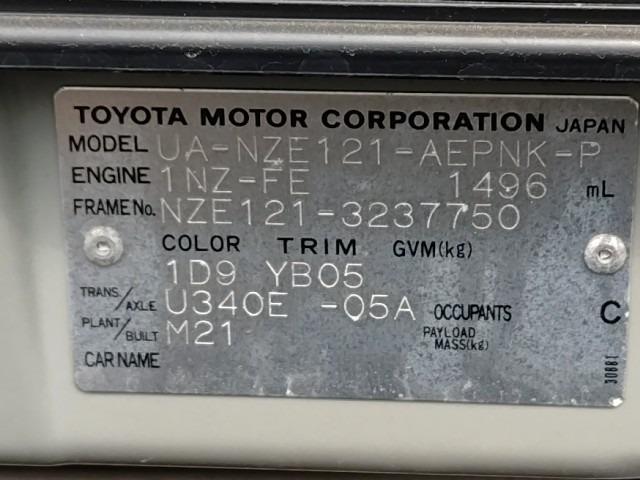 TOYOTA MOTOR CORPORATION JAPAN
MODEL UA-NZE121-AEPNK-P
ENGINE 1NZ-FE 1496 mL
FRAME No. NZE121-3237750
COLOR TRIM GVM(kg)
1D9 YB05
TRANS/AXLE U340E -05A OCCUPANTS C
PLANT/BUILT M21 PAYLOAD MASS(kg)
CAR NAME
30881